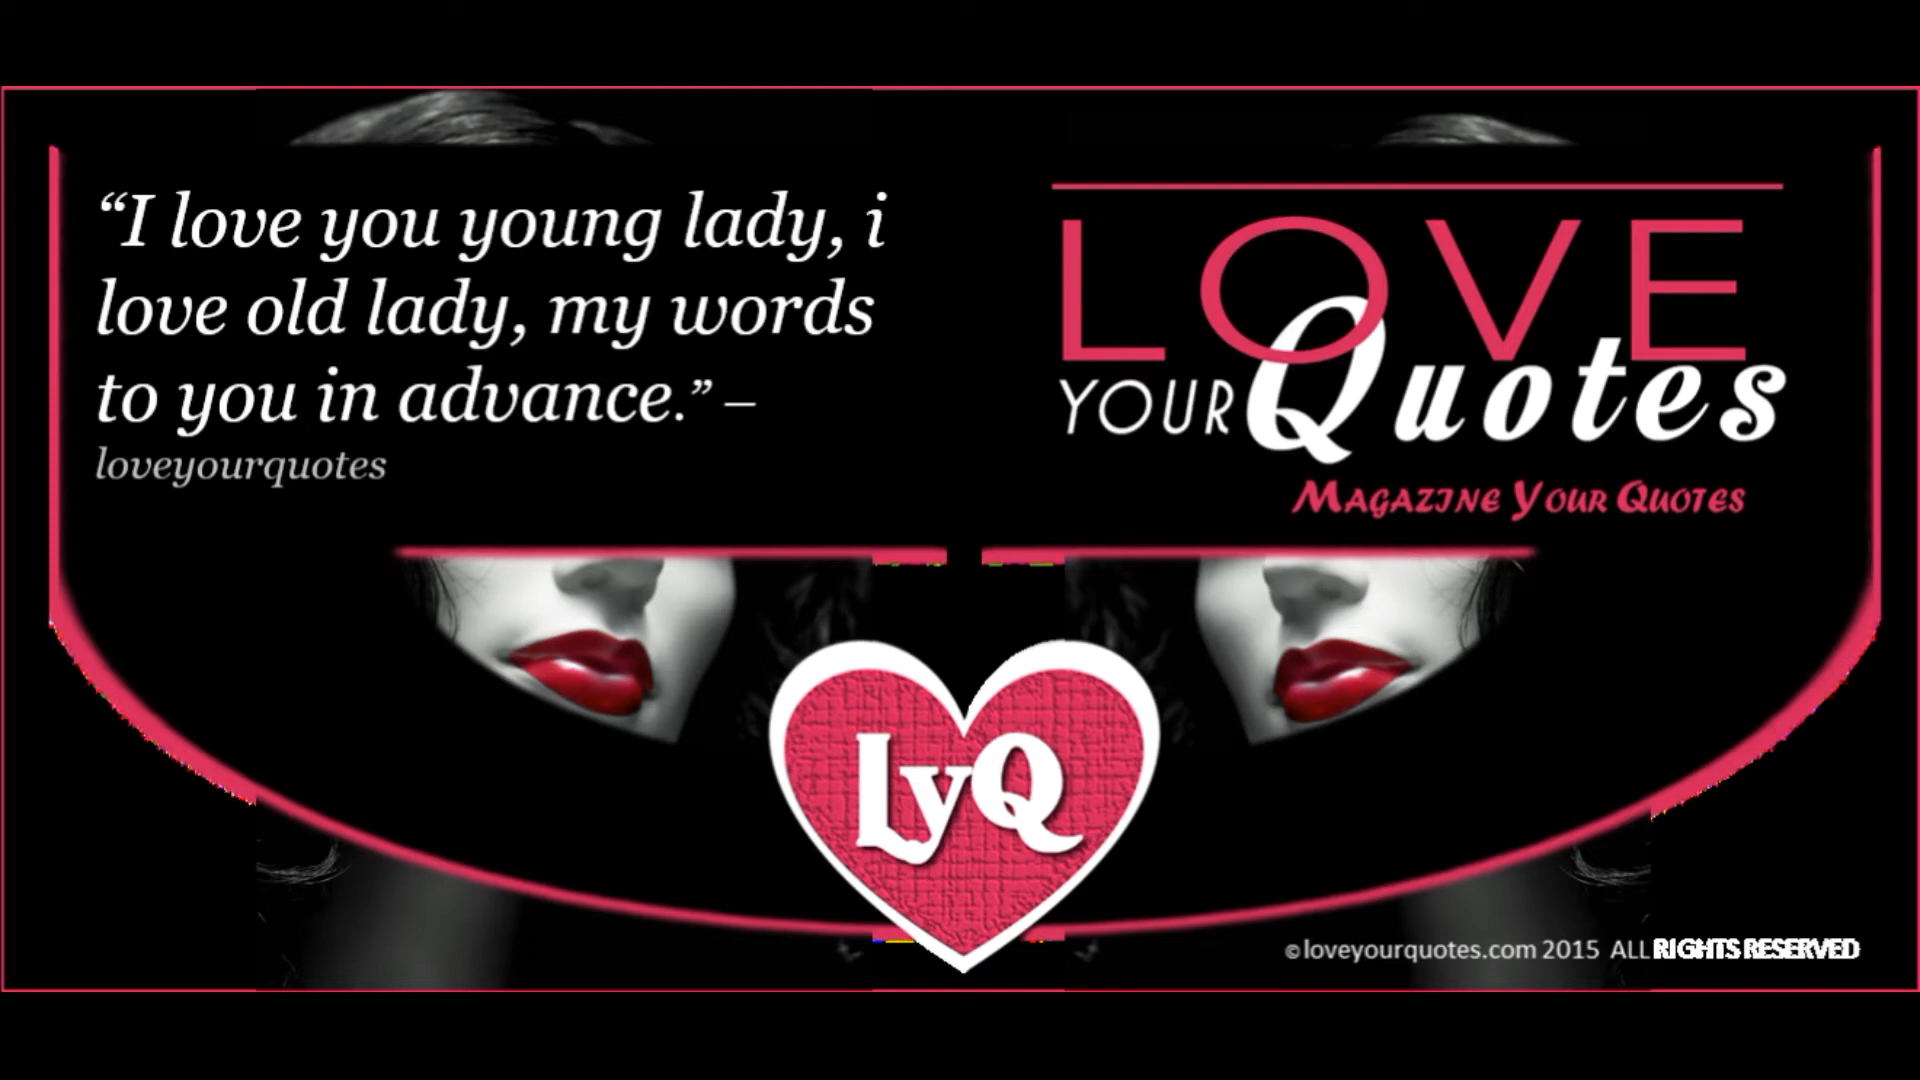 “I love you young lady, i
love old lady, my words
to you in advance.” –
loveyourquotes
LOVE
YOUR Quotes
Magazine Your Quotes
LyQ
©loveyourquotes.com 2015 ALL RIGHTS RESERVED